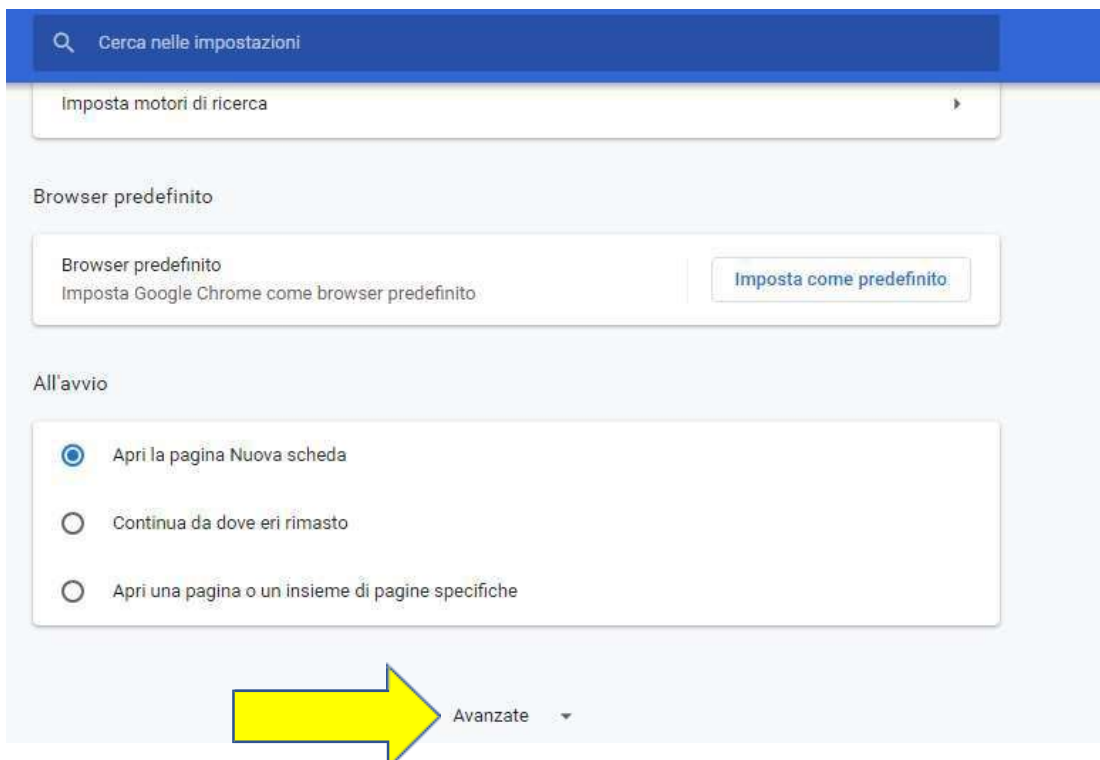 Cerca nelle impostazioni
Imposta motori di ricerca
Browser predefinito
Browser predefinito
Imposta Google Chrome come browser predefinito
Imposta come predefinito
All'avvio
Apri la pagina Nuova scheda
Continua da dove eri rimasto
Apri una pagina o un insieme di pagine specifiche
Avanzate